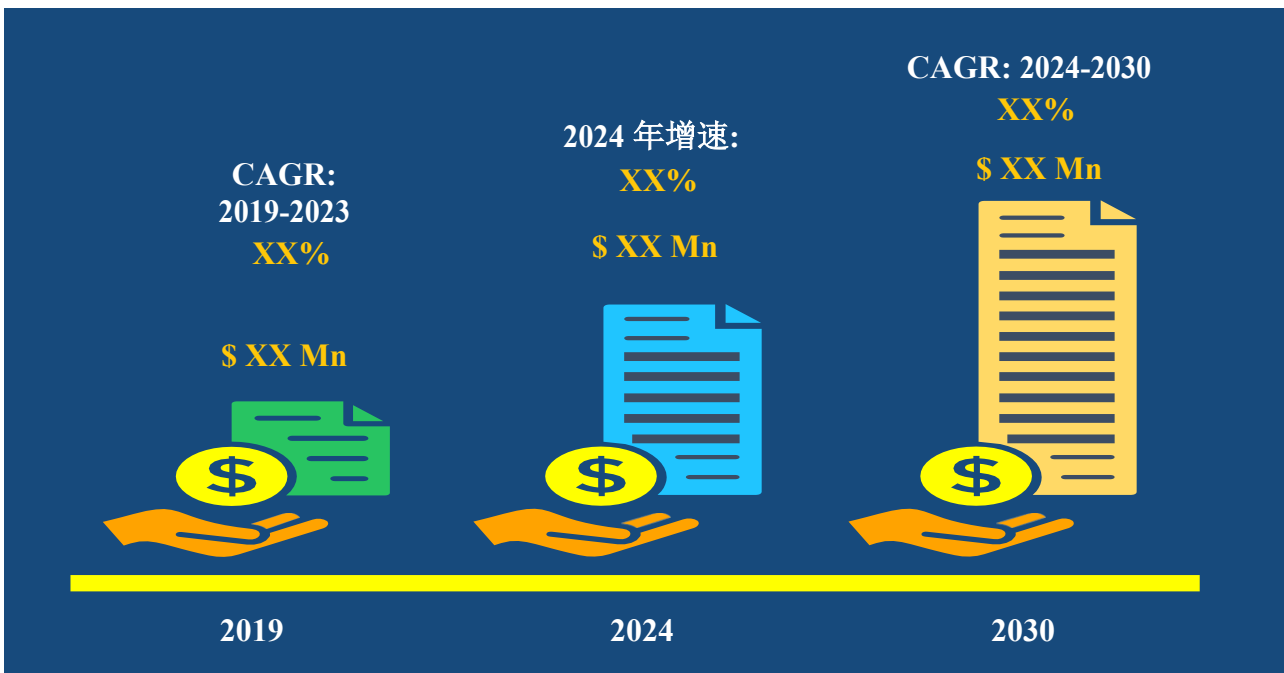 CAGR:
2019-2023
XX%
$ XX Mn
$
2019
2024 年增速:
XX%
$ XX Mn
$
2024
CAGR: 2024-2030
XX%
$ XX Mn
$
2030